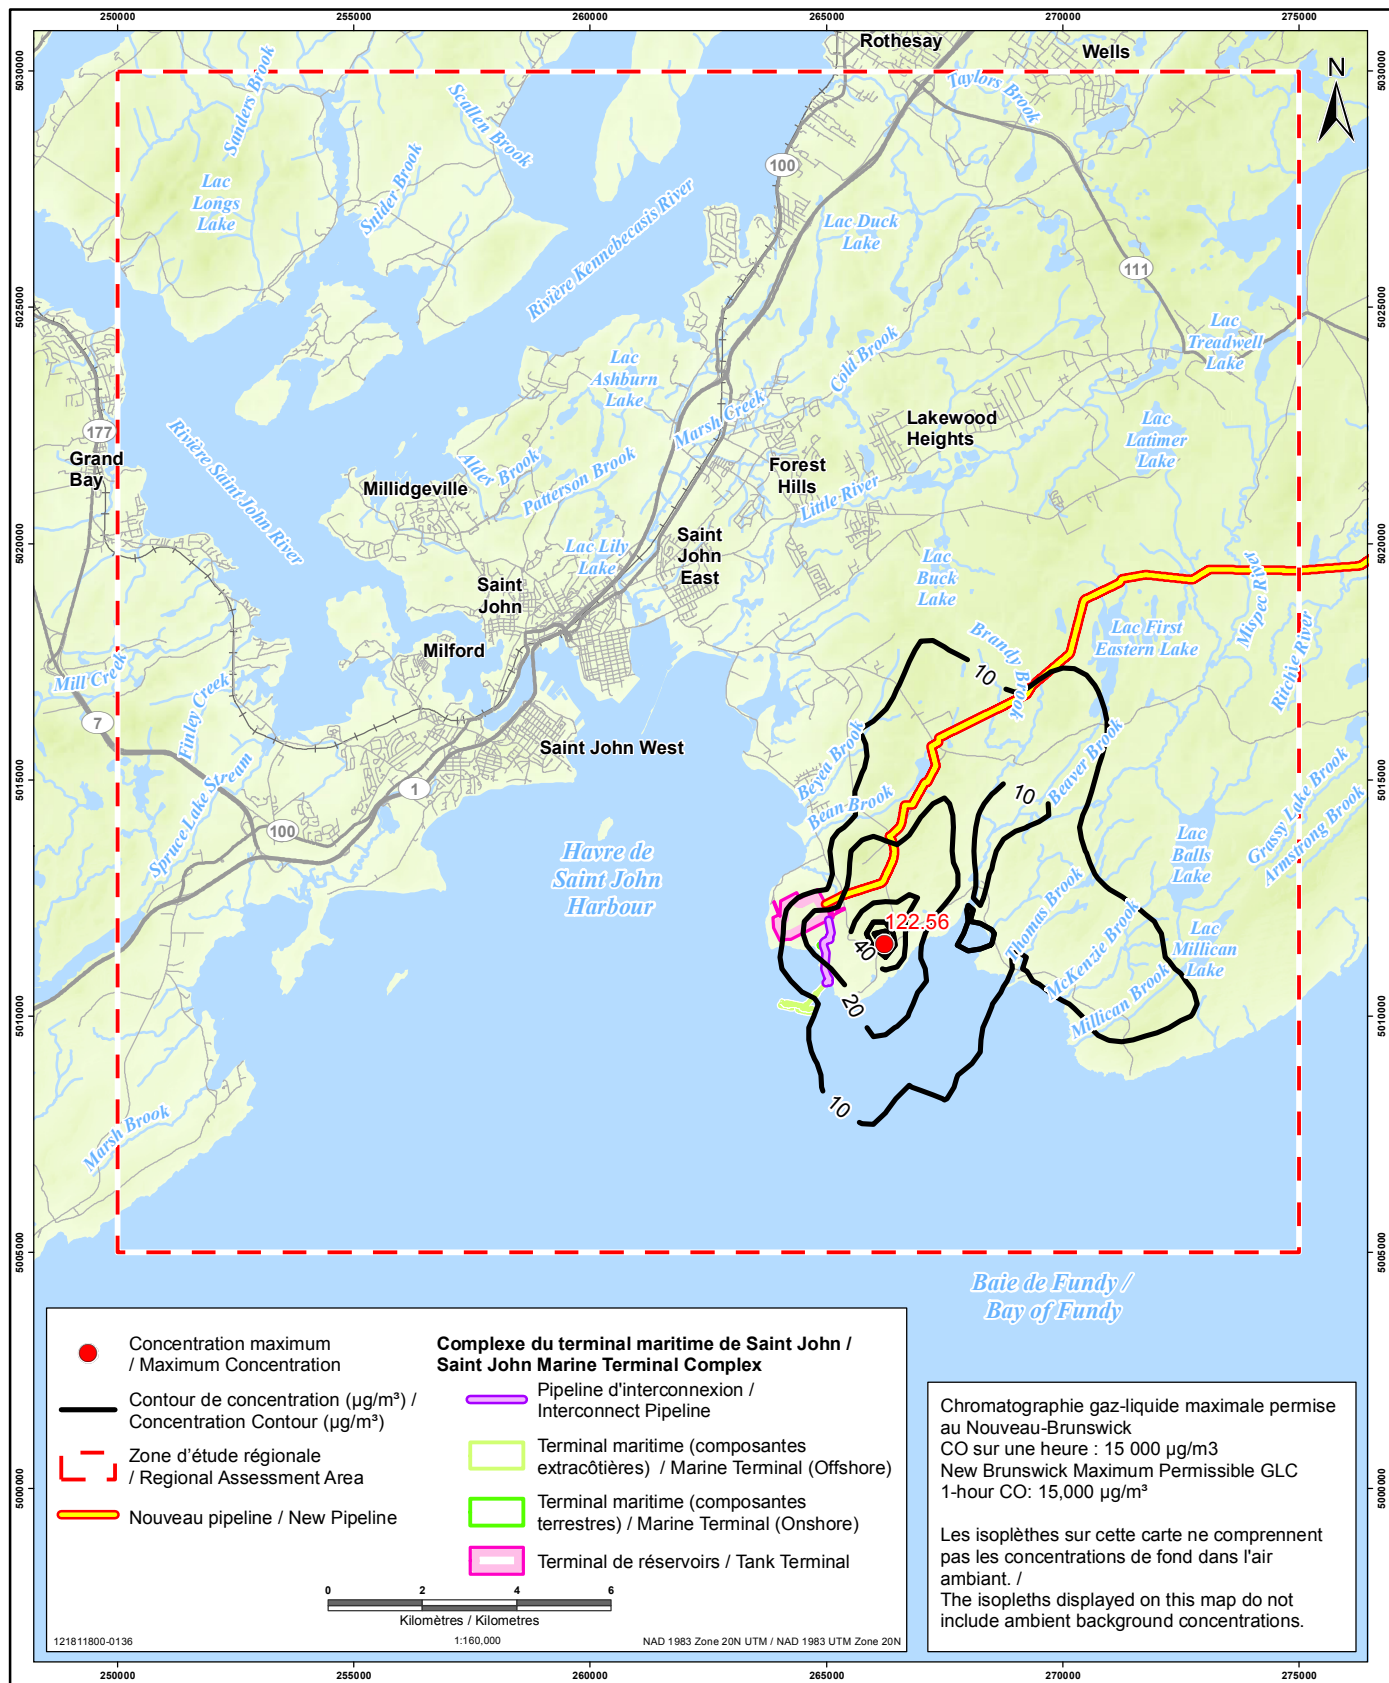 250000
255000
260000
265000
270000
275000
5030000
5030000
Rothesay
Wells
N
Taylors Brook
Sanders Brook
Scallen Brook
100
Lac
Longs
Lake
Snider Brook
Rivière Kennebecasis River
Lac Duck
Lake
111
5025000
5025000
Lac
Treadwell
Lake
Lac
Ashburn
Lake
Cold Brook
Marsh Creek
Lakewood
Heights
Lac
Latimer
Lake
177
Grand
Bay
Rivière Saint John River
Alder Brook
Patterson Brook
Millidgeville
Forest
Hills
Little River
5020000
5020000
Saint
John
East
Lac Lily
Lake
Lac
Buck
Lake
Mispec River
Saint
John
Milford
Brandy Brook
Lac First
Eastern Lake
Ritchie River
Mill Creek
Finley Creek
10
7
Saint John West
Beyea Brook
Beaver Brook
5015000
5015000
Spruce Lake Stream
1
10
Grassy Lake Brook
100
Bean Brook
Armstrong Brook
Havre de
Saint John
Harbour
Lac
Balls
Lake
Thomas Brook
122.56
McKenzie Brook
Lac
Millican
Lake
40
20
Millican Brook
5010000
5010000
10
Marsh Brook
5005000
5005000
Baie de Fundy /
Bay of Fundy
Concentration maximum
/ Maximum Concentration
Contour de concentration (µg/m³) /
Concentration Contour (µg/m³)
Zone d'étude régionale
/ Regional Assessment Area
Nouveau pipeline / New Pipeline
Complexe du terminal maritime de Saint John /
Saint John Marine Terminal Complex
Pipeline d'interconnexion /
Interconnect Pipeline
Terminal maritime (composantes
extracôtières) / Marine Terminal (Offshore)
Terminal maritime (composantes
terrestres) / Marine Terminal (Onshore)
Terminal de réservoirs / Tank Terminal
0 2 4 6
Kilomètres / Kilometres
121811800-0136
1:160,000
NAD 1983 Zone 20N UTM / NAD 1983 UTM Zone 20N
Chromatographie gaz-liquide maximale permise
au Nouveau-Brunswick
CO sur une heure : 15 000 µg/m3
New Brunswick Maximum Permissible GLC
1-hour CO: 15,000 µg/m³
Les isoplèthes sur cette carte ne comprennent
pas les concentrations de fond dans l'air
ambiant. /
The isopleths displayed on this map do not
include ambient background concentrations.
5000000
5000000
250000
255000
260000
265000
270000
275000